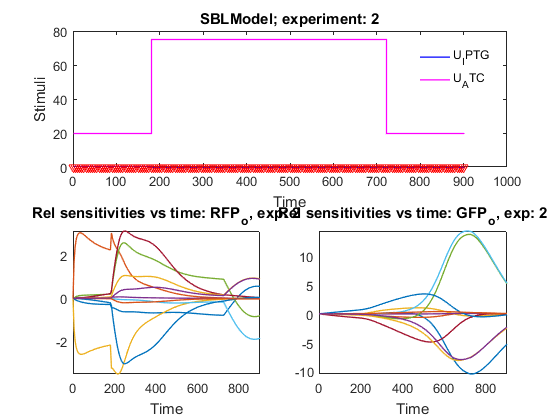 SBLModel; experiment: 2
80
60
40
20
0
Stimuli
U_IPTG
U_ATC
0 100 200 300 400 500 600 700 800 900 1000
Time
Rel sensitivities vs time: RFP_o, exp: 2
Rel sensitivities vs time: GFP_o, exp: 2
2
0
-2
0 200 400 600 800
Time
10
5
0
-5
-10
0 200 400 600 800
Time